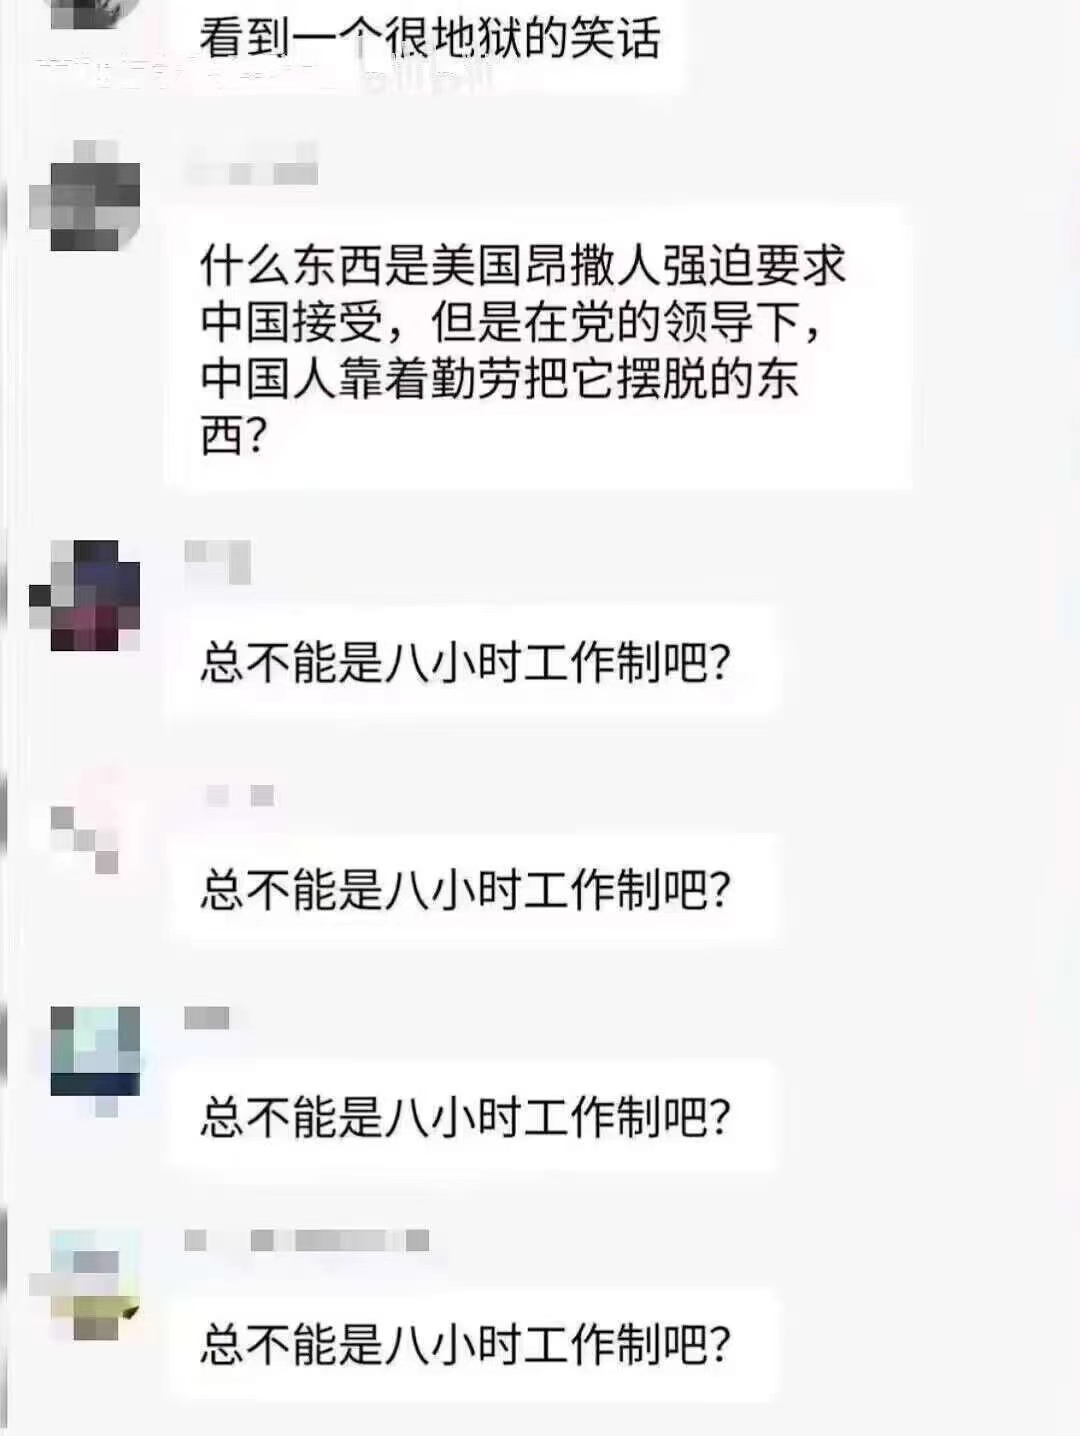 看到一个很地狱的笑话
什么东西是美国昂撒人强迫要求
中国接受，但是在党的领导下，
中国人靠着勤劳把它摆脱的东
西？
总不能是八小时工作制吧？
总不能是八小时工作制吧？
总不能是八小时工作制吧？
总不能是八小时工作制吧？